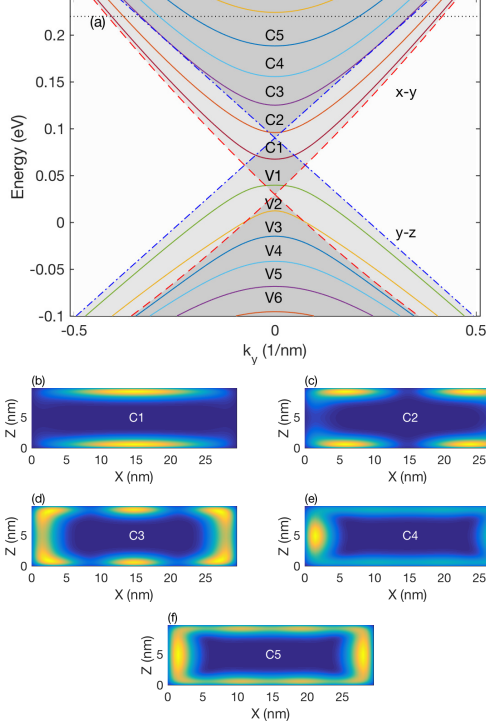 (a)
0.2
0.15
0.1
0.05
0
-0.05
-0.1
Energy (eV)
C5
C4
C3
C2
C1
V1
V2
V3
V4
V5
V6
x-y
y-z
-0.5 0 0.5
k_y (1/nm)
(b)
Z (nm)
5
0
C1
0 5 10 15 20 25
X (nm)
(c)
Z (nm)
5
0
C2
0 5 10 15 20 25
X (nm)
(d)
Z (nm)
5
0
C3
0 5 10 15 20 25
X (nm)
(e)
Z (nm)
5
0
C4
0 5 10 15 20 25
X (nm)
(f)
Z (nm)
5
0
C5
0 5 10 15 20 25
X (nm)